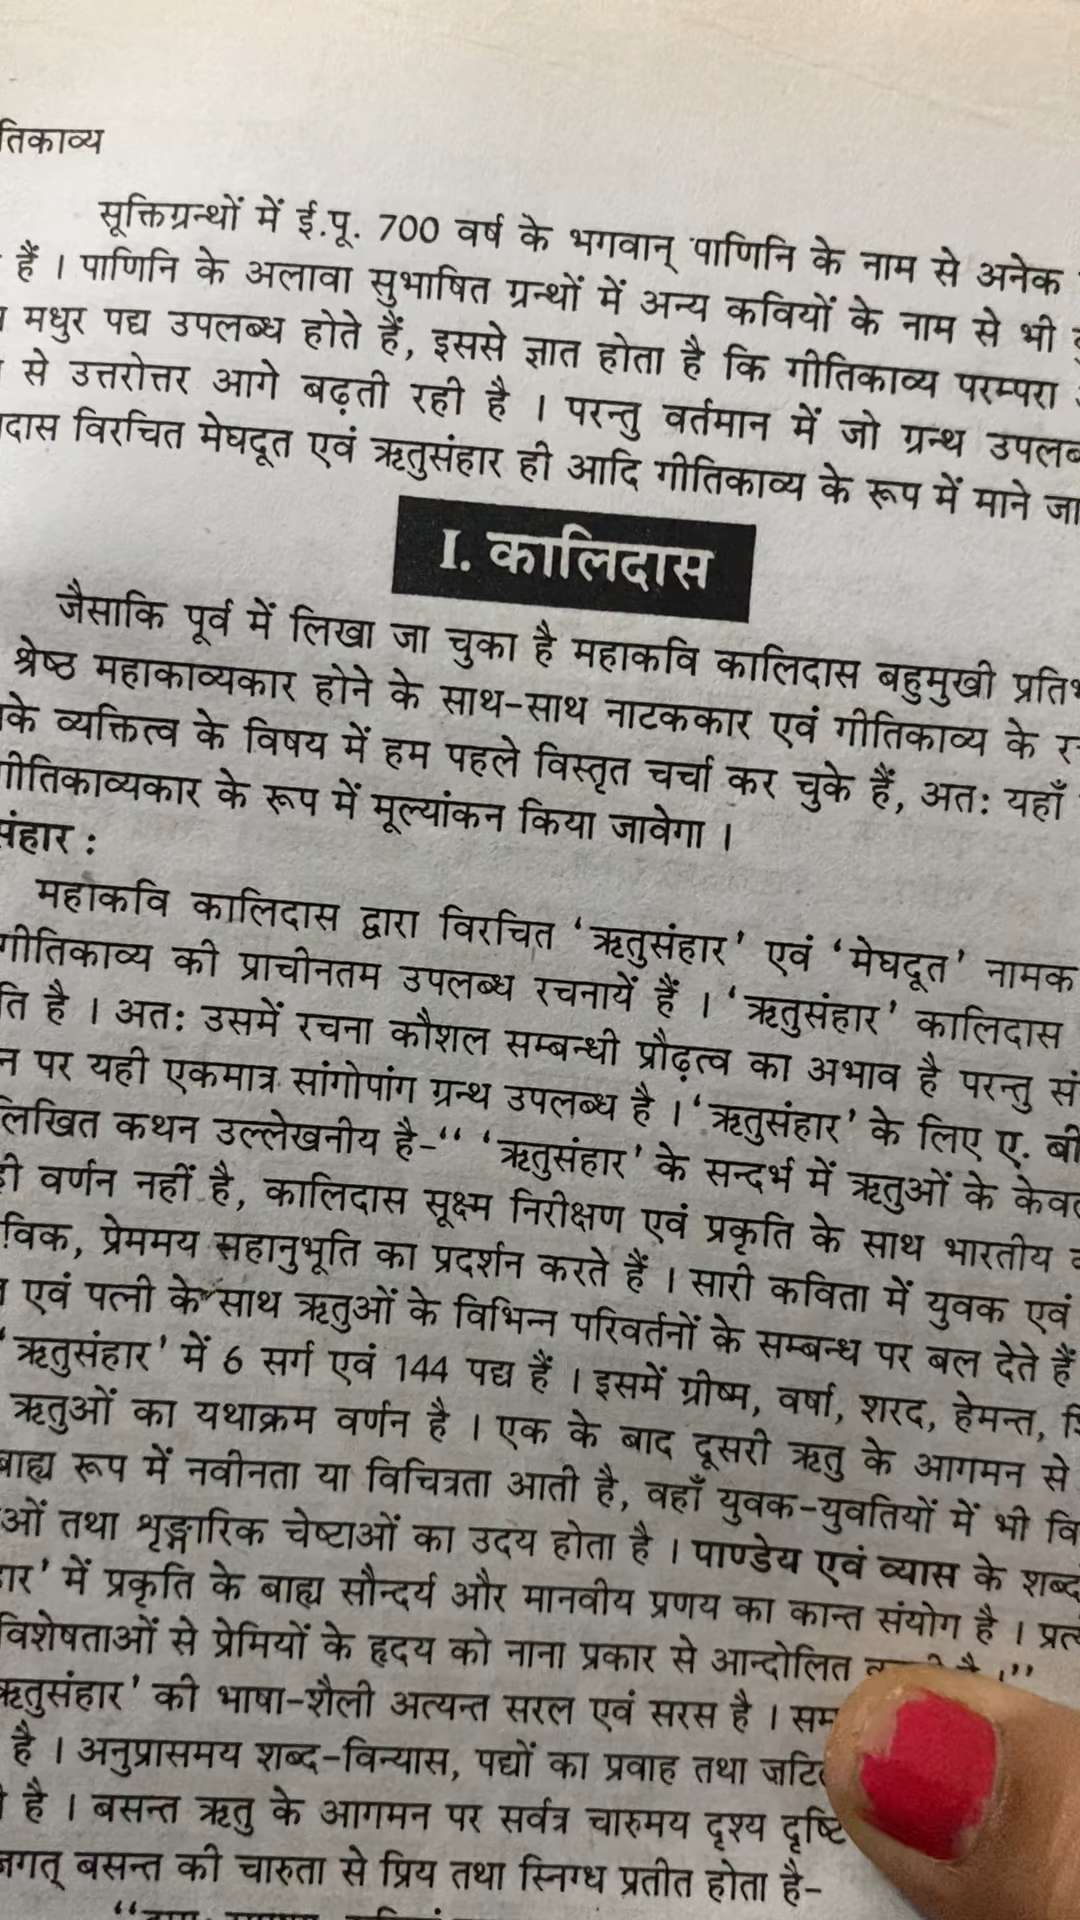 तिकाव्य
सूक्तिग्रन्थों में ई.पू. 700 वर्ष के भगवान् पाणिनि के नाम से अनेक
हैं । पाणिनि के अलावा सुभाषित ग्रन्थों में अन्य कवियों के नाम से भी
मधुर पद्य उपलब्ध होते हैं, इससे ज्ञात होता है कि गीतिकाव्य परम्परा
से उत्तरोत्तर आगे बढ़ती रही है । परन्तु वर्तमान में जो ग्रन्थ उपलब्
दास विरचित मेघदूत एवं ऋतुसंहार ही आदि गीतिकाव्य के रूप में माने जा
I. कालिदास
जैसाकि पूर्व में लिखा जा चुका है महाकवि कालिदास बहुमुखी प्रति
श्रेष्ठ महाकाव्यकार होने के साथ-साथ नाटककार एवं गीतिकाव्य के
के व्यक्तित्व के विषय में हम पहले विस्तृत चर्चा कर चुके हैं, अतः यहाँ
गीतिकाव्यकार के रूप में मूल्यांकन किया जावेगा ।
संहार :
महाकवि कालिदास द्वारा विरचित ‘ऋतुसंहार’ एवं ‘मेघदूत’ नामक
गीतिकाव्य की प्राचीनतम उपलब्ध रचनायें हैं । ‘ऋतुसंहार’ कालिदास
ति है । अतः उसमें रचना कौशल सम्बन्धी प्रौढ़त्व का अभाव है परन्तु सं
न पर यही एकमात्र सांगोपांग ग्रन्थ उपलब्ध है । ‘ऋतुसंहार’ के लिए ए. बी
लिखित कथन उल्लेखनीय है-“ ‘ऋतुसंहार’ के सन्दर्भ में ऋतुओं के केवल
ही वर्णन नहीं है, कालिदास सूक्ष्म निरीक्षण एवं प्रकृति के साथ भारतीय
विक, प्रेममय सहानुभूति का प्रदर्शन करते हैं । सारी कविता में युवक एवं
एवं पत्नी के साथ ऋतुओं के विभिन्न परिवर्तनों के सम्बन्ध पर बल देते हैं
‘ऋतुसंहार’ में 6 सर्ग एवं 144 पद्य हैं । इसमें ग्रीष्म, वर्षा, शरद, हेमन्त, शि
ऋतुओं का यथाक्रम वर्णन है । एक के बाद दूसरी ऋतु के आगमन से
बाह्य रूप में नवीनता या विचित्रता आती है, वहाँ युवक-युवतियों में भी वि
ओं तथा शृङ्गारिक चेष्टाओं का उदय होता है । पाण्डेय एवं व्यास के शब्द
हार’ में प्रकृति के बाह्य सौन्दर्य और मानवीय प्रणय का कान्त संयोग है । प्रत्
विशेषताओं से प्रेमियों के हृदय को नाना प्रकार से आन्दोलित है ।”
ऋतुसंहार’ की भाषा-शैली अत्यन्त सरल एवं सरस है । सम
है । अनुप्रासमय शब्द-विन्यास, पद्यों का प्रवाह तथा जटि
है । बसन्त ऋतु के आगमन पर सर्वत्र चारुमय दृश्य दृष्टि
जगत् बसन्त की चारुता से प्रिय तथा स्निग्ध प्रतीत होता है-